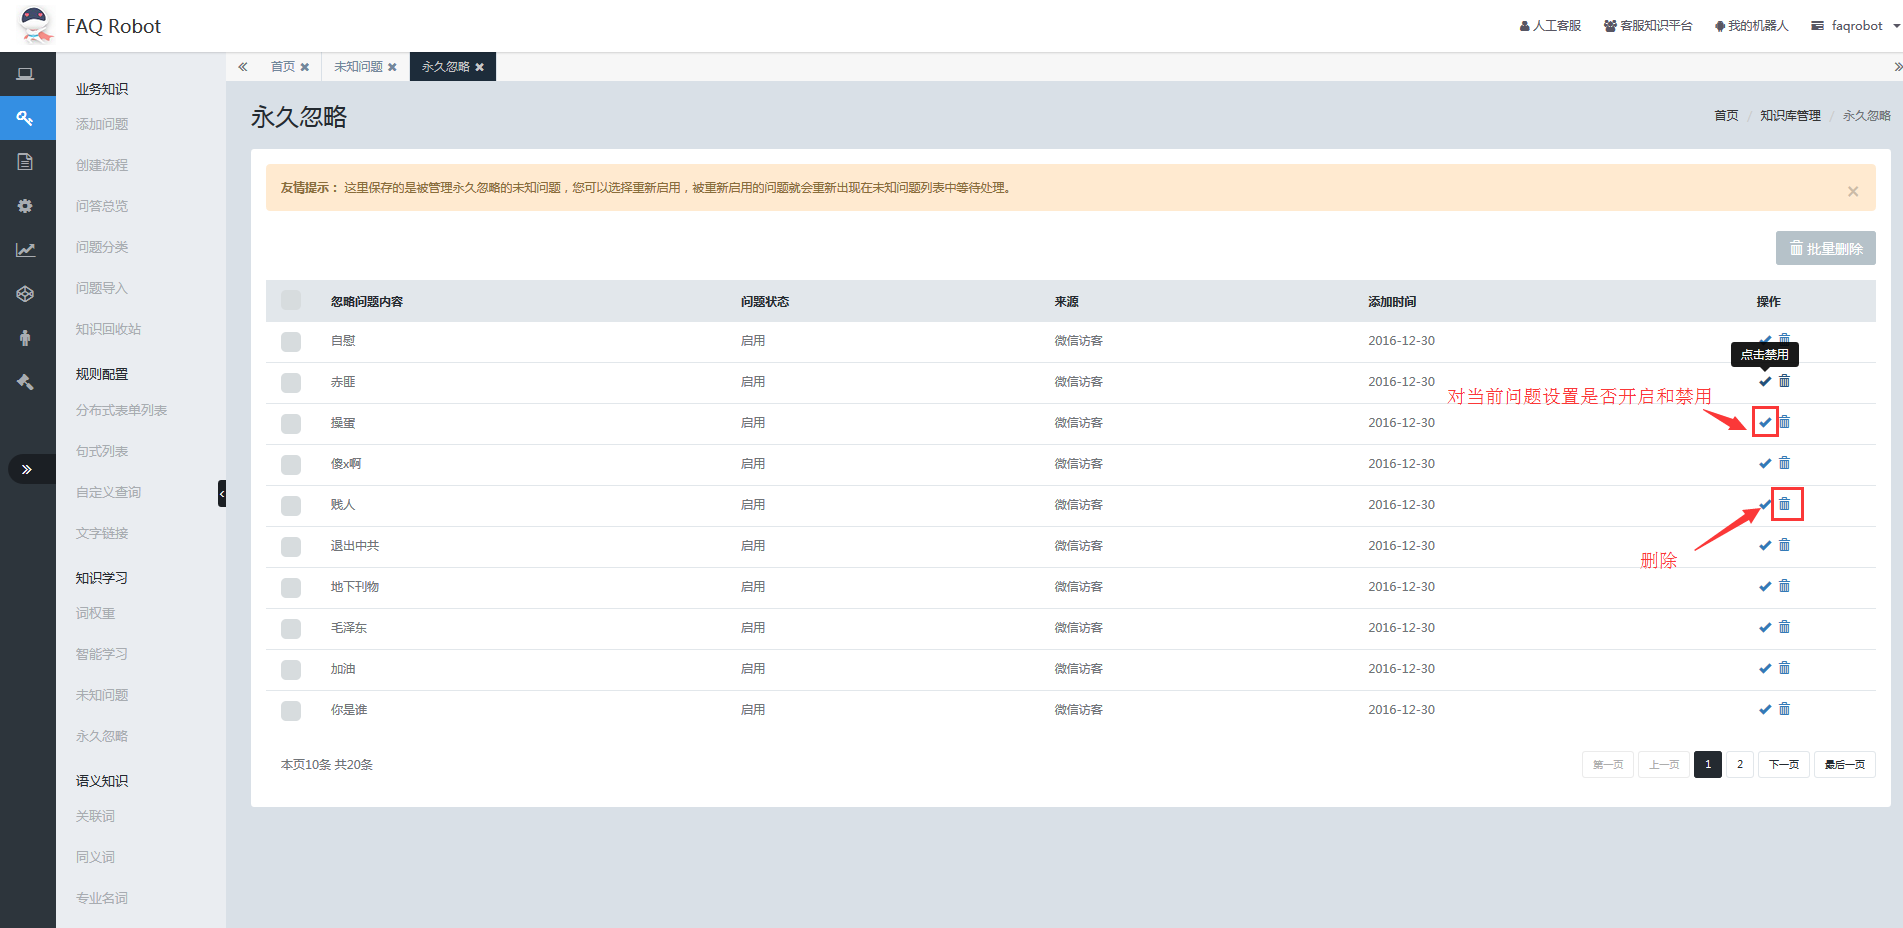 FAQ Robot
人工客服 客服知识平台 我的机器人 faqrobot
首页 未知问题 永久忽略
业务知识
添加问题
创建流程
问答总览
问题分类
问题导入
知识回收站
规则配置
分布式表单列表
句式列表
自定义查询
文字链接
知识学习
词权重
智能学习
未知问题
永久忽略
语义知识
关联词
同义词
专业名词
永久忽略
首页 / 知识库管理 / 永久忽略
友情提示： 这里保存的是被管理永久忽略的未知问题，您可以选择重新启用，被重新启用的问题就会重新出现在未知问题列表中等待处理。
批量删除
忽略问题内容 问题状态 来源 添加时间 操作
自慰 启用 微信访客 2016-12-30
点击禁用
赤匪 启用 微信访客 2016-12-30
对当前问题设置是否开启和禁用
操蛋 启用 微信访客 2016-12-30
傻x啊 启用 微信访客 2016-12-30
贱人 启用 微信访客 2016-12-30
退出中共 启用 微信访客 2016-12-30
删除
地下刊物 启用 微信访客 2016-12-30
毛泽东 启用 微信访客 2016-12-30
加油 启用 微信访客 2016-12-30
你是谁 启用 微信访客 2016-12-30
本页10条 共20条
第一页 上一页 1 2 下一页 最后一页